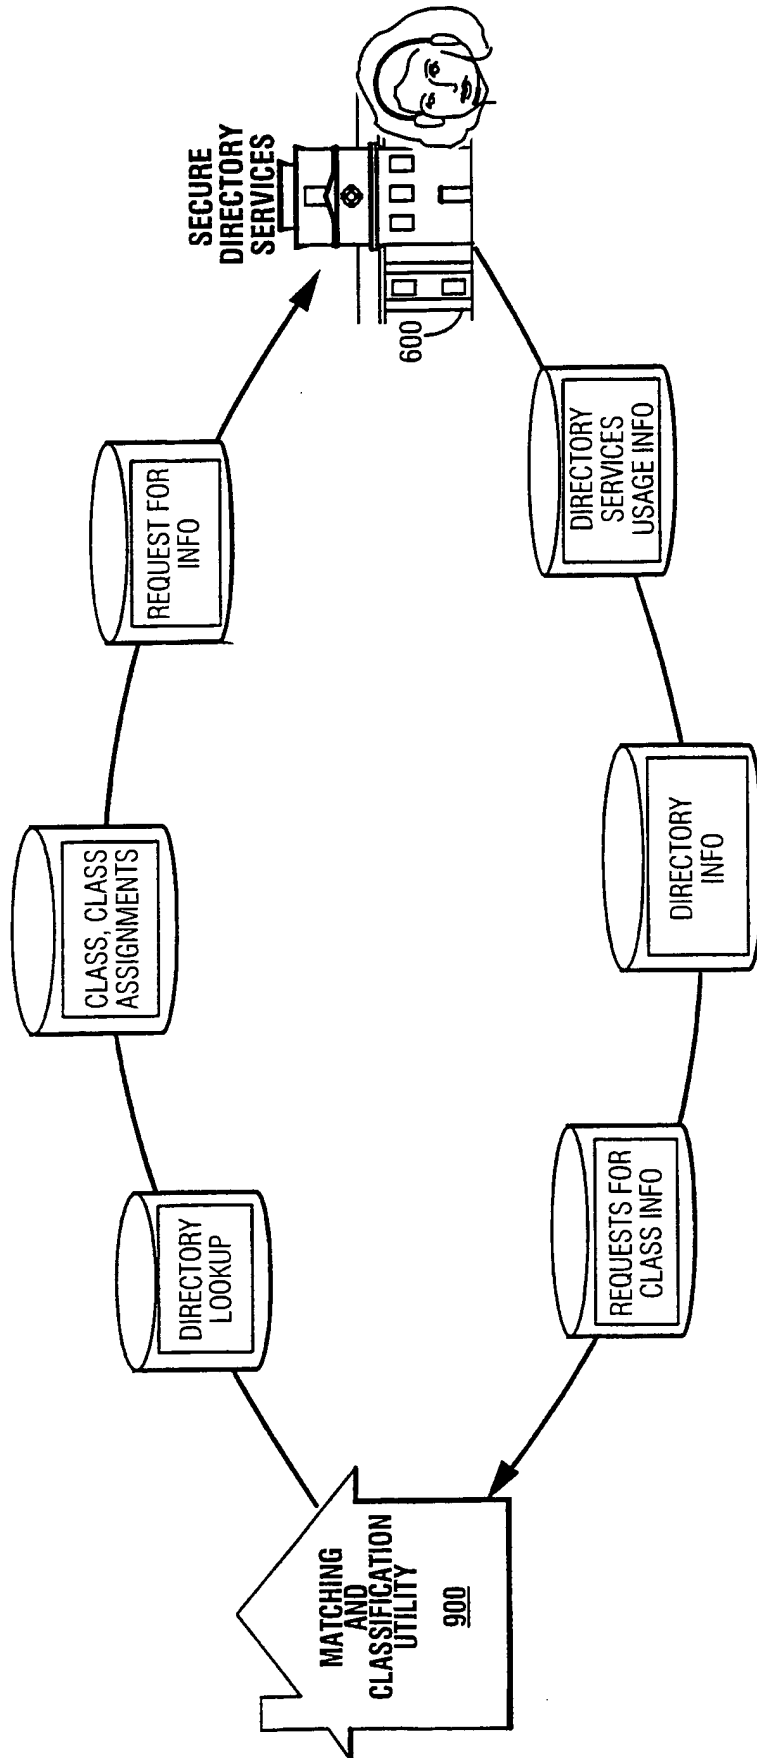 SECURE
DIRECTORY
SERVICES
600
REQUEST FOR
INFO
CLASS, CLASS
ASSIGNMENTS
DIRECTORY
LOOKUP
MATCHING
AND
CLASSIFICATION
UTILITY
900
REQUESTS FOR
CLASS INFO
DIRECTORY
INFO
DIRECTORY
SERVICES
USAGE INFO